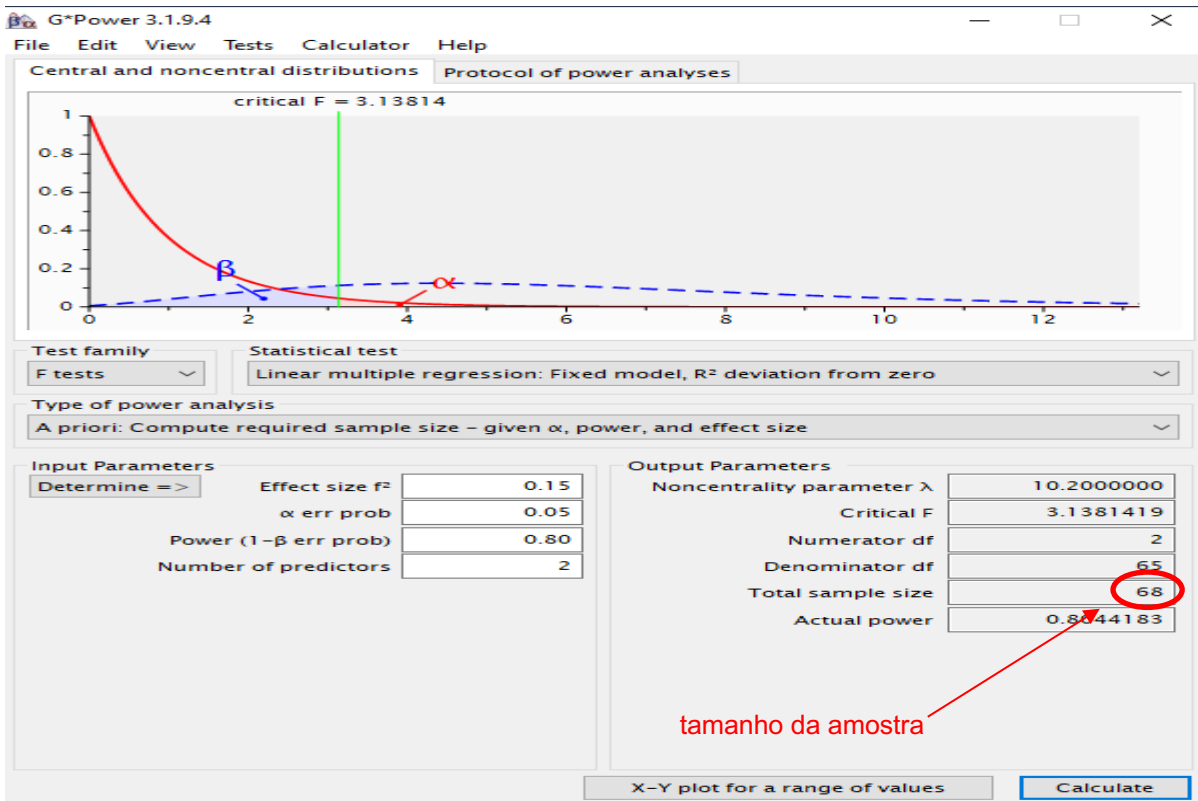 βα G*Power 3.1.9.4
File Edit View Tests Calculator Help
Central and noncentral distributions Protocol of power analyses
critical F = 3.13814
1
0.8
0.6
0.4
0.2
0
β
α
0 2 4 6 8 10 12
Test family Statistical test
F tests Linear multiple regression: Fixed model, R² deviation from zero
Type of power analysis
A priori: Compute required sample size – given α, power, and effect size
Input Parameters Output Parameters
Determine => Effect size f² 0.15 Noncentrality parameter λ 10.2000000
α err prob 0.05 Critical F 3.1381419
Power (1–β err prob) 0.80 Numerator df 2
Number of predictors 2 Denominator df 65
Total sample size 68
Actual power 0.8044183
tamanho da amostra
X–Y plot for a range of values Calculate